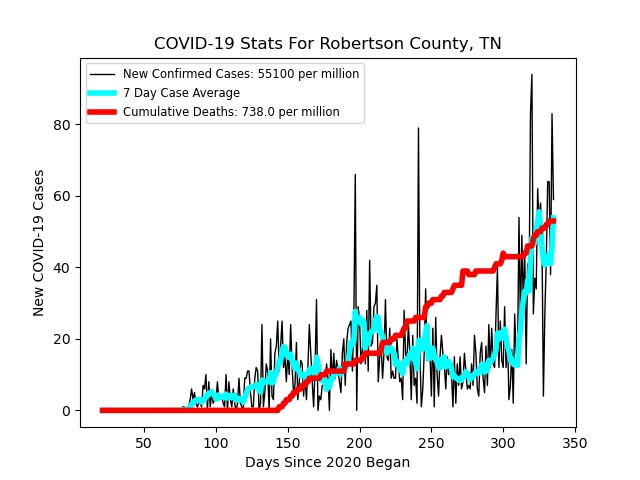 COVID-19 Stats For Robertson County, TN
New Confirmed Cases: 55100 per million
7 Day Case Average
Cumulative Deaths: 738.0 per million
New COVID-19 Cases
80
60
40
20
0
50 100 150 200 250 300 350
Days Since 2020 Began